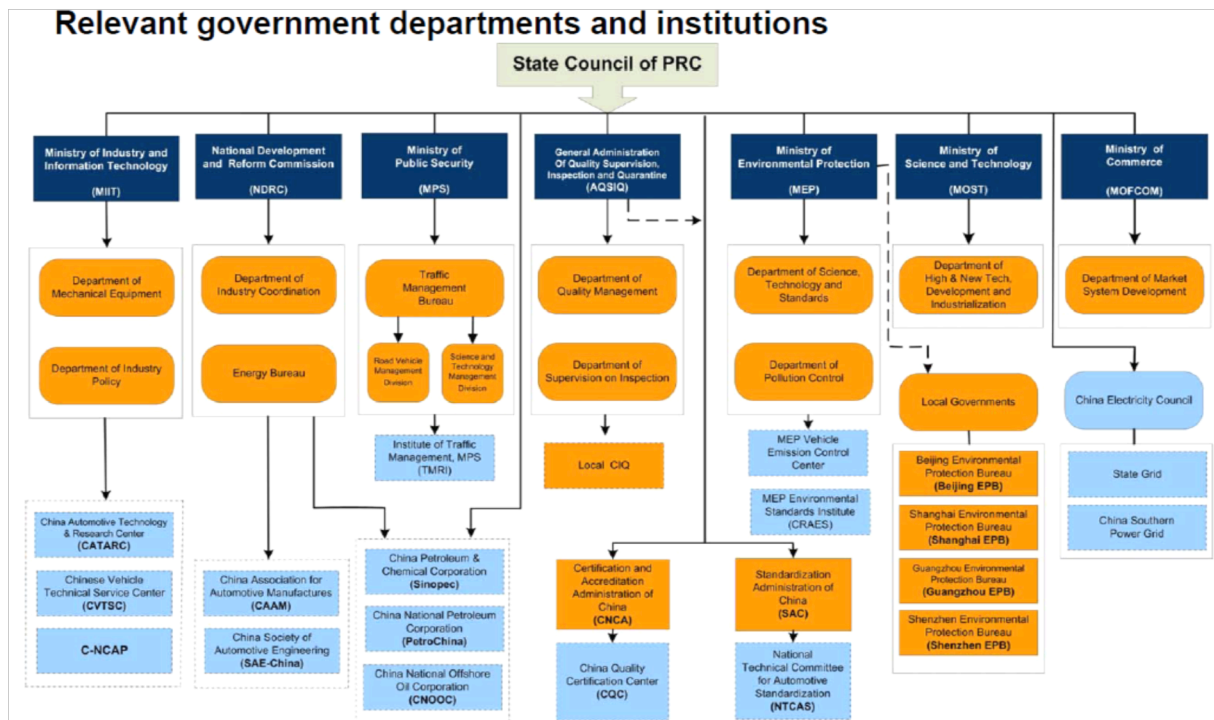 Relevant government departments and institutions
State Council of PRC
Ministry of Industry and
Information Technology
(MIIT)
National Development
and Reform Commission
(NDRC)
Ministry of
Public Security
(MPS)
General Administration
Of Quality Supervision,
Inspection and Quarantine
(AQSIQ)
Ministry of
Environmental Protection
(MEP)
Ministry of
Science and Technology
(MOST)
Ministry of
Commerce
(MOFCOM)
Department of
Mechanical Equipment
Department of Industry
Policy
Department of
Industry Coordination
Energy Bureau
Traffic
Management
Bureau
Road Vehicle
Management
Division
Science and
Technology
Management
Division
Department of
Quality Management
Department of
Supervision on Inspection
Department of Science,
Technology and
Standards
Department of
Pollution Control
Department of
High & New Tech,
Development and
Industrialization
Local Governments
Department of Market
System Development
China Electricity Council
Institute of Traffic
Management, MPS
(TMRI)
Local CIQ
MEP Vehicle
Emission Control
Center
MEP Environmental
Standards Institute
(CRAES)
Beijing Environmental
Protection Bureau
(Beijing EPB)
Shanghai Environmental
Protection Bureau
(Shanghai EPB)
Guangzhou Environmental
Protection Bureau
(Guangzhou EPB)
Shenzhen Environmental
Protection Bureau
(Shenzhen EPB)
State Grid
China Southern
Power Grid
China Automotive Technology
& Research Center
(CATARC)
Chinese Vehicle
Technical Service Center
(CVTSC)
C-NCAP
China Association for
Automotive Manufactures
(CAAM)
China Society of
Automotive Engineering
(SAE-China)
China Petroleum &
Chemical Corporation
(Sinopec)
China National Petroleum
Corporation
(PetroChina)
China National Offshore
Oil Corporation
(CNOOC)
Certification and
Accreditation
Administration of
China
(CNCA)
China Quality
Certification Center
(CQC)
Standardization
Administration of
China
(SAC)
National
Technical Committee
for Automotive
Standardization
(NTCAS)